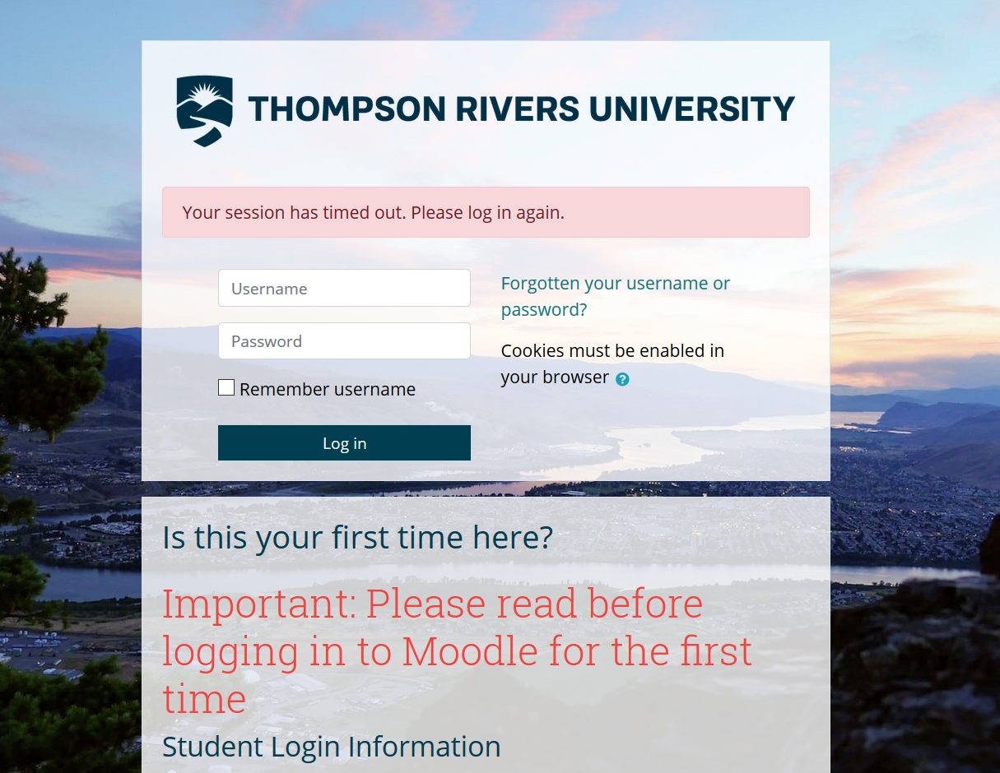 THOMPSON RIVERS UNIVERSITY
Your session has timed out. Please log in again.
Username
Password
Remember username
Log in
Forgotten your username or
password?
Cookies must be enabled in
your browser ?
Is this your first time here?
Important: Please read before
logging in to Moodle for the first
time
Student Login Information